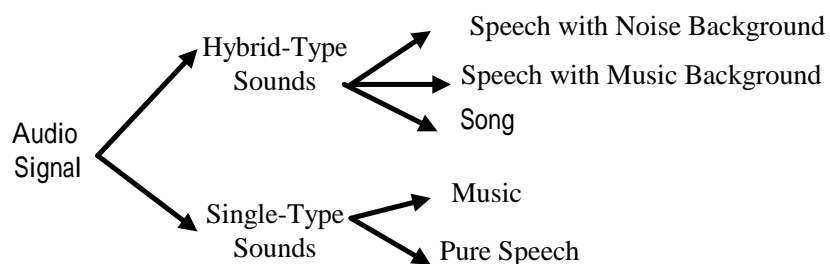 Speech with Noise Background
Hybrid-Type
Sounds
Speech with Music Background
Song
Audio
Signal
Music
Single-Type
Sounds
Pure Speech